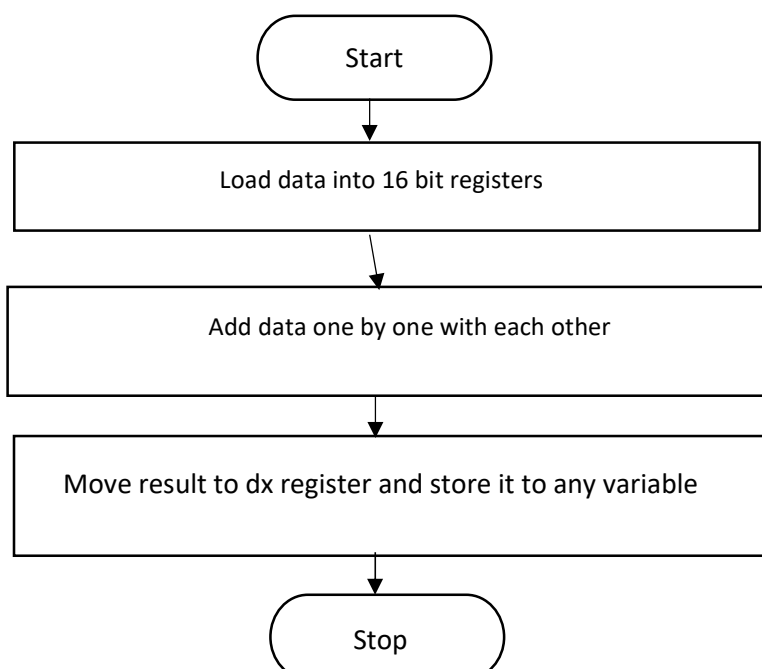 Start
Load data into 16 bit registers
Add data one by one with each other
Move result to dx register and store it to any variable
Stop